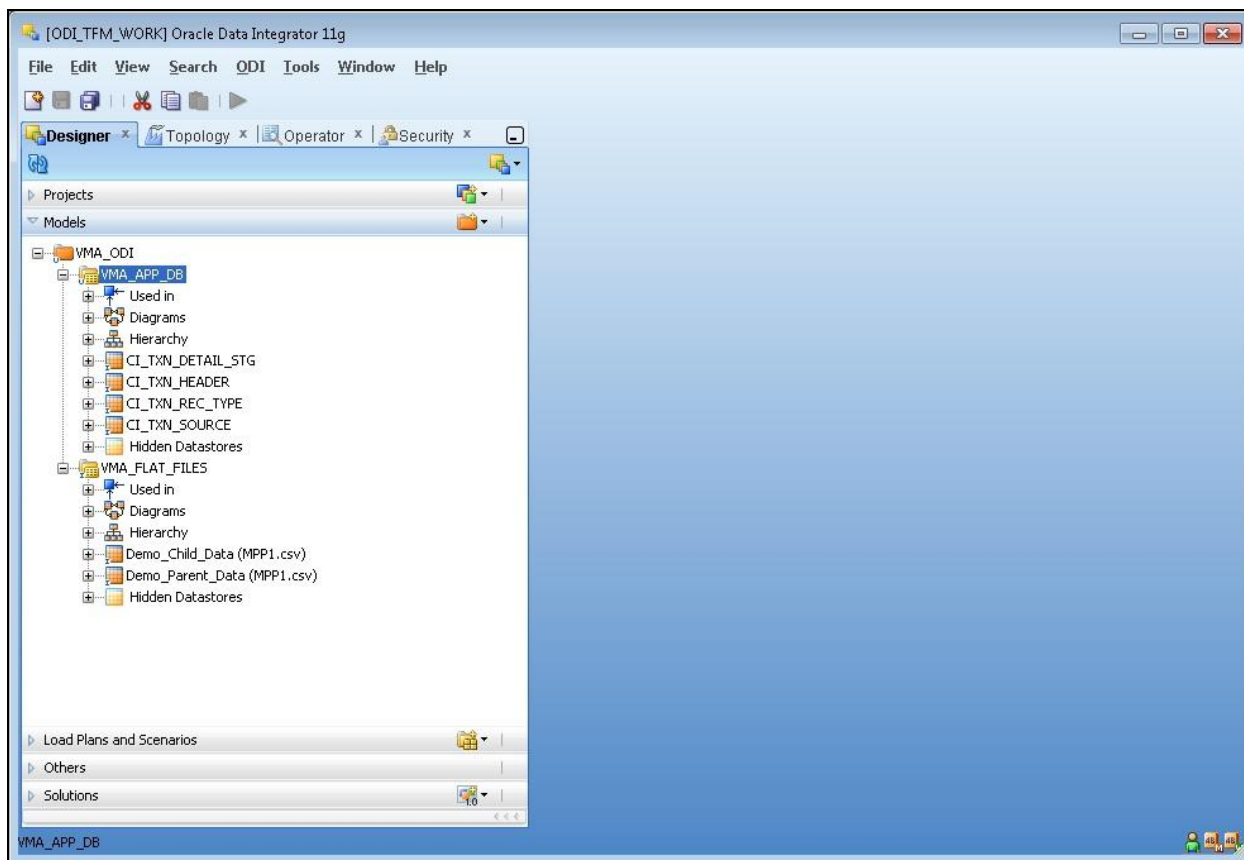 [ODI_TFM_WORK] Oracle Data Integrator 11g
File Edit View Search ODI Tools Window Help
Designer x Topology x Operator x Security x
Projects
Models
VMA_ODI
VMA_APP_DB
Used in
Diagrams
Hierarchy
CI_TXN_DETAIL_STG
CI_TXN_HEADER
CI_TXN_REC_TYPE
CI_TXN_SOURCE
Hidden Datastores
VMA_FLAT_FILES
Used in
Diagrams
Hierarchy
Demo_Child_Data (MPP1.csv)
Demo_Parent_Data (MPP1.csv)
Hidden Datastores
Load Plans and Scenarios
Others
Solutions
1.0
VMA_APP_DB